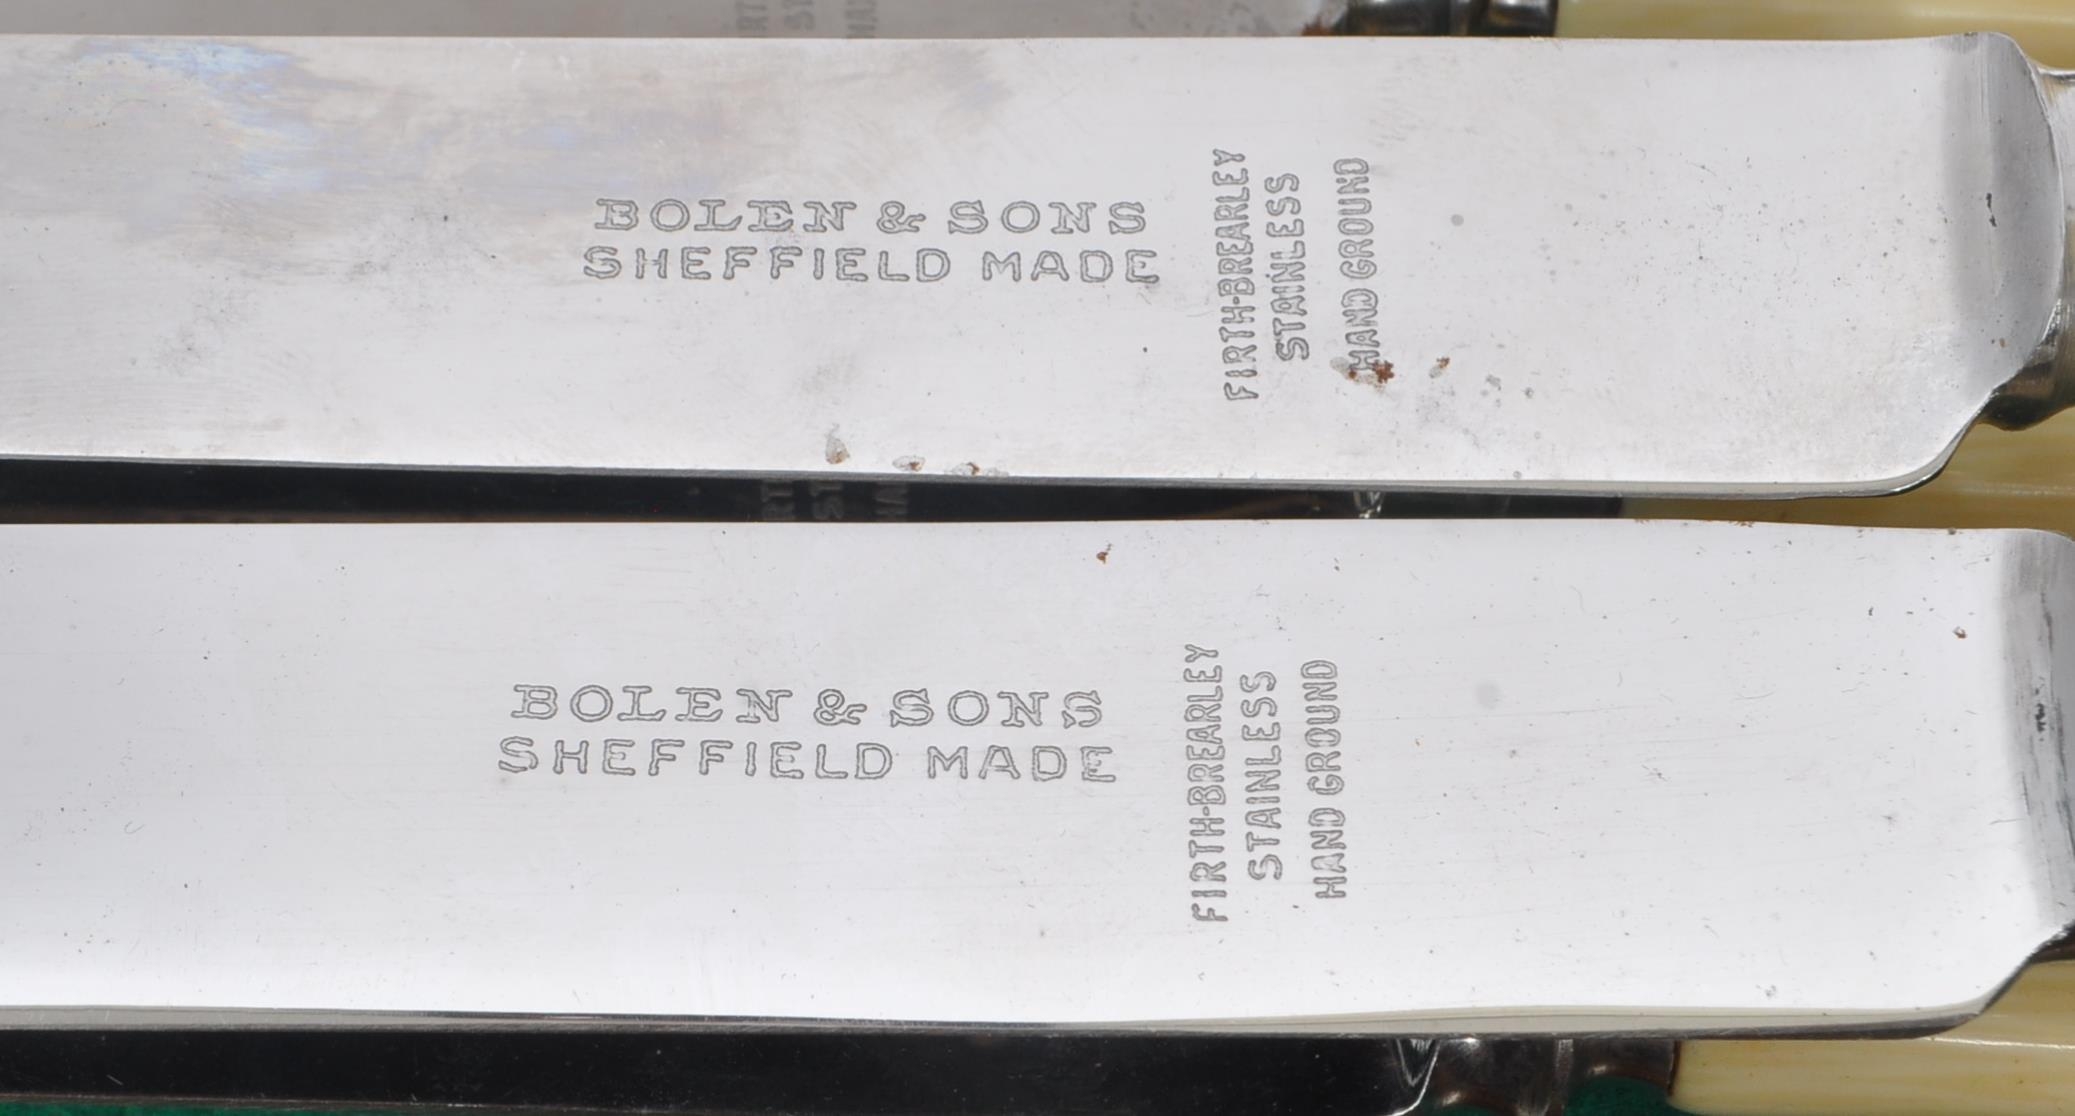 BOLEN & SONS
SHEFFIELD MADE
FIRTH-BREARLEY
STAINLESS
HAND GROUND
BOLEN & SONS
SHEFFIELD MADE
FIRTH-BREARLEY
STAINLESS
HAND GROUND